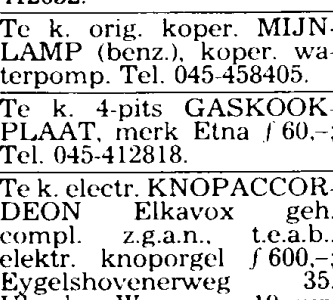 Te k. orig. koper. MIJN-
LAMP (benz.), koper. wa-
terpomp. Tel. 045-458405.
Te k. 4-pits GASKOOK-
PLAAT, merk Etna ƒ 60,-;
Tel. 045-412818.
Te k. electr. KNOPACCOR-
DEON Elkavox geh.
compl. z.g.a.n., t.e.a.b.,
elektr. knoporgel ƒ 600,-;
Eygelshovenerweg 35,